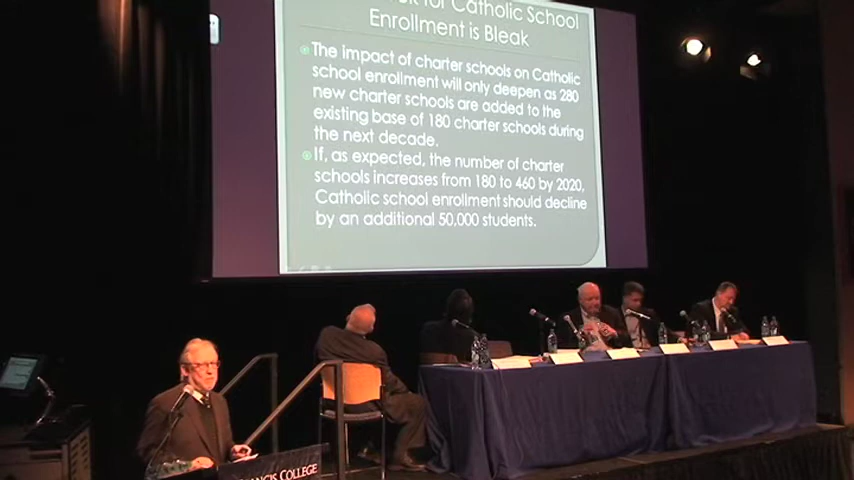 for Catholic School
Enrollment is Bleak
The impact of charter schools on Catholic
school enrollment will only deepen as 280
new charter schools are added to the
existing base of 180 charter schools during
the next decade.
If, as expected, the number of charter
schools increases from 180 to 460 by 2020,
Catholic school enrollment should decline
by an additional 50,000 students.
COLLEGE